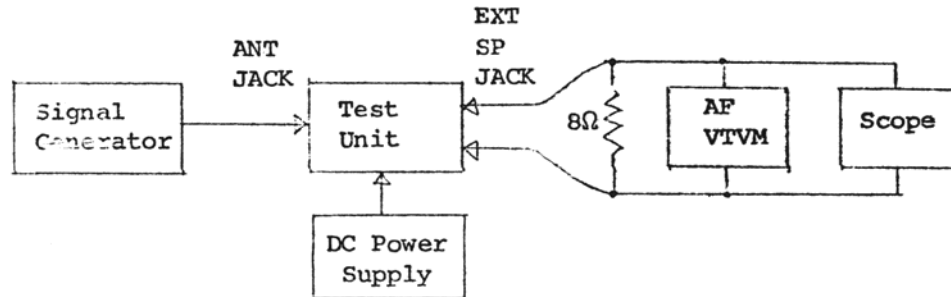 EXT
SP
JACK
ANT
JACK
Signal
Generator
Test
Unit
8Ω
AF
VTVM
Scope
DC Power
Supply